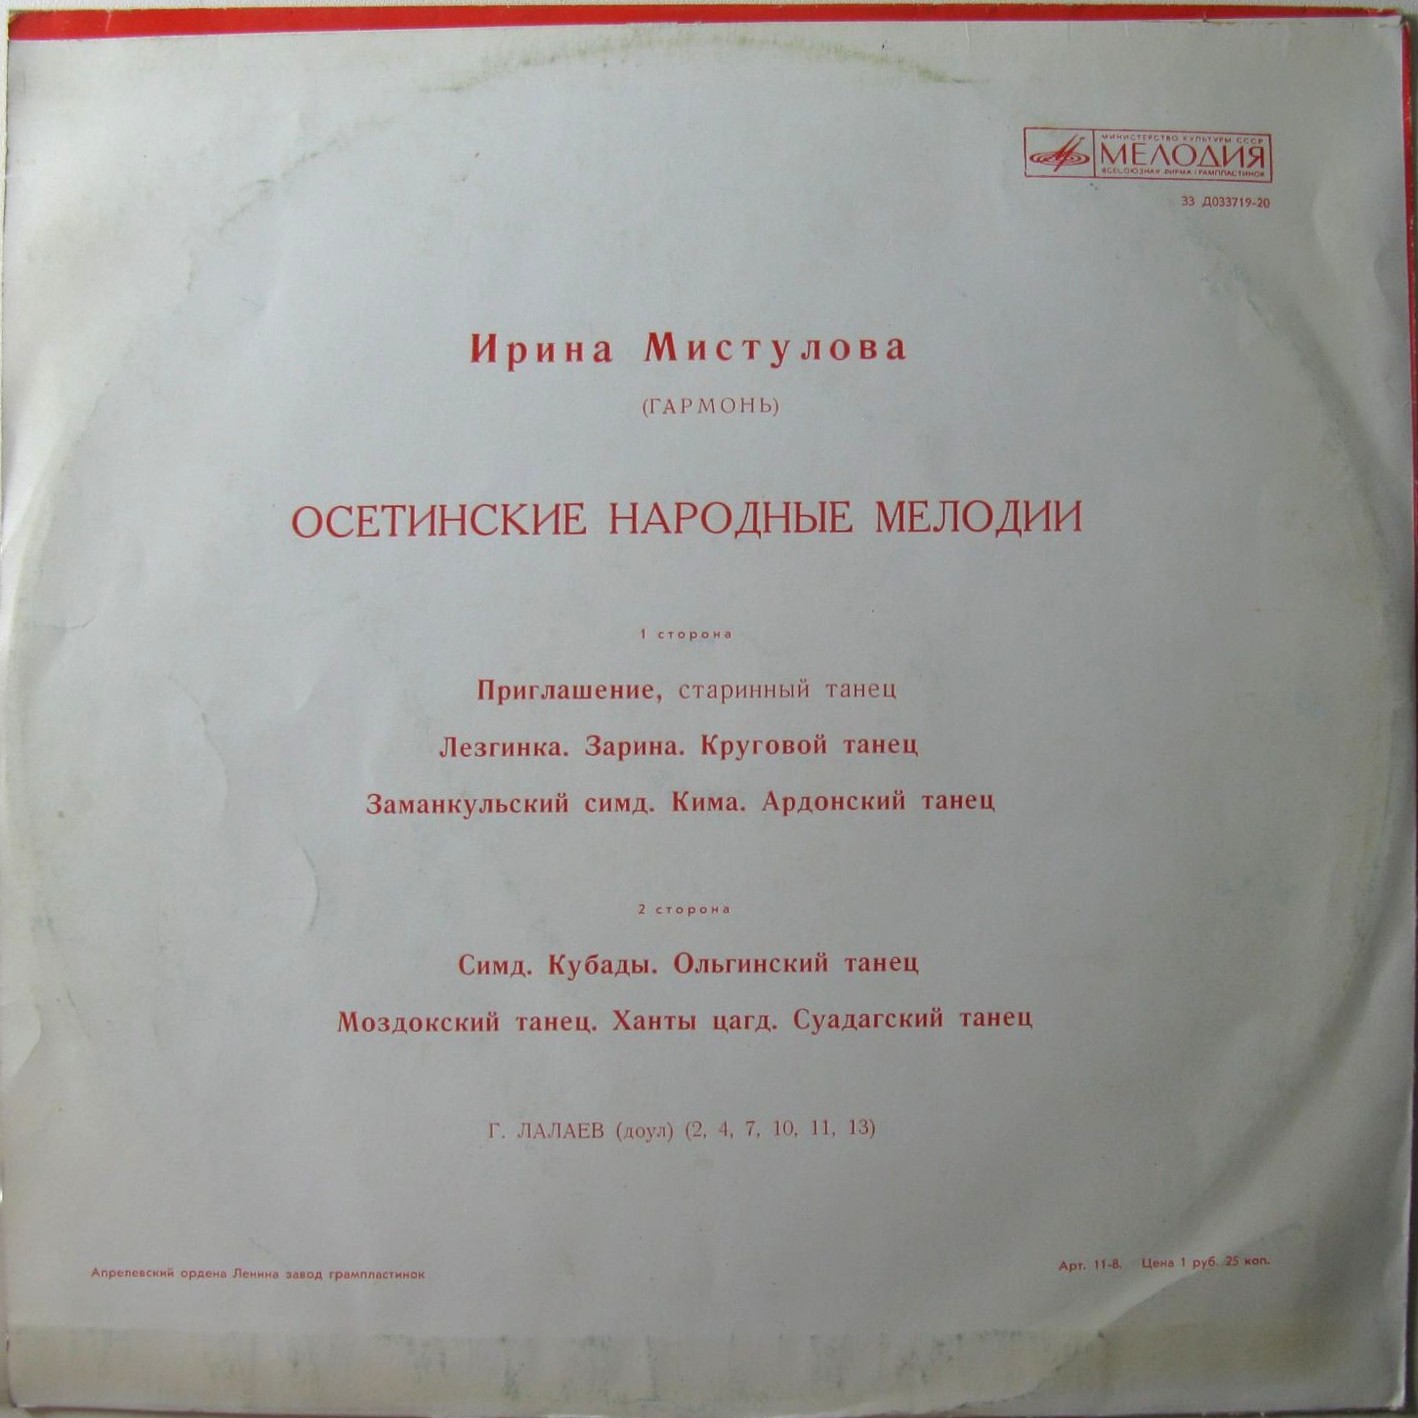 МИНИСТЕРСТВО КУЛЬТУРЫ СССР
МЕЛОДИЯ
ВСЕСОЮЗНАЯ ФИРМА ГРАМПЛАСТИНОК
33 Д033719-20
Ирина Мистулова
(ГАРМОНЬ)
ОСЕТИНСКИЕ НАРОДНЫЕ МЕЛОДИИ
1 сторона
Приглашение, старинный танец
Лезгинка. Зарина. Круговой танец
Заманкульский симд. Кима. Ардонский танец
2 сторона
Симд. Кубады. Ольгинский танец
Моздокский танец. Ханты цагд. Суадагский танец
Г. ЛАЛАЕВ (доул) (2, 4, 7, 10, 11, 13)
Апрелевский ордена Ленина завод грампластинок
Арт. 11-8. Цена 1 руб. 25 коп.